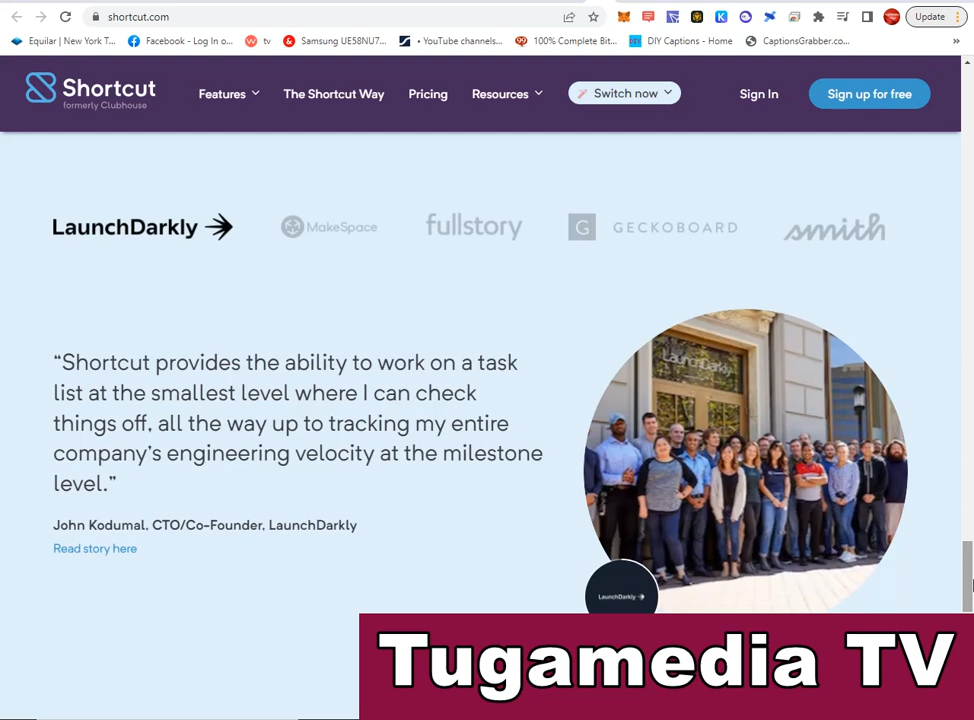 shortcut.com
Update
Equilar | New York T...
Facebook - Log In o...
tv
Samsung UE58NU7...
• YouTube channels,...
100% Complete Bit...
DIY Captions - Home
CaptionsGrabber.co...
»
Shortcut
formerly Clubhouse
Features
The Shortcut Way
Pricing
Resources
Switch now
Sign In
Sign up for free
LaunchDarkly
MakeSpace
fullstory
G GECKOBOARD
smith
LaunchDarkly
“Shortcut provides the ability to work on a task
list at the smallest level where I can check
things off, all the way up to tracking my entire
company’s engineering velocity at the milestone
level.”
John Kodumal, CTO/Co-Founder, LaunchDarkly
Read story here
LaunchDarkly
Tugamedia TV